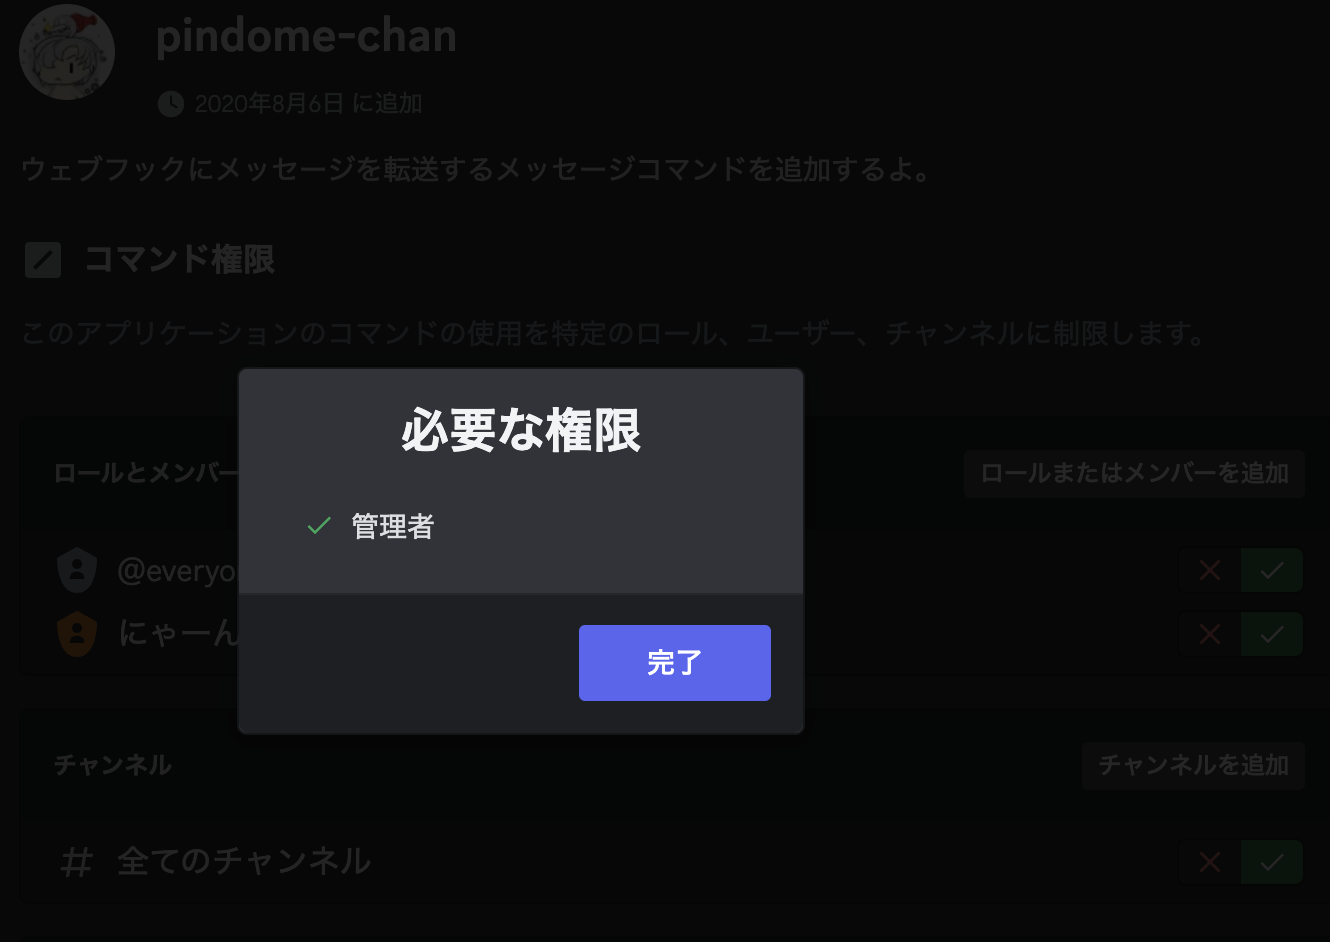 pindome-chan
2020年8月6日 に追加
ウェブフックにメッセージを転送するメッセージコマンドを追加するよ。
コマンド権限
このアプリケーションのコマンドの使用を特定のロール、ユーザー、チャンネルに制限します。
必要な権限
管理者
完了
ロールとメンバー
ロールまたはメンバーを追加
@everyo
にゃーん
チャンネル
チャンネルを追加
全てのチャンネル